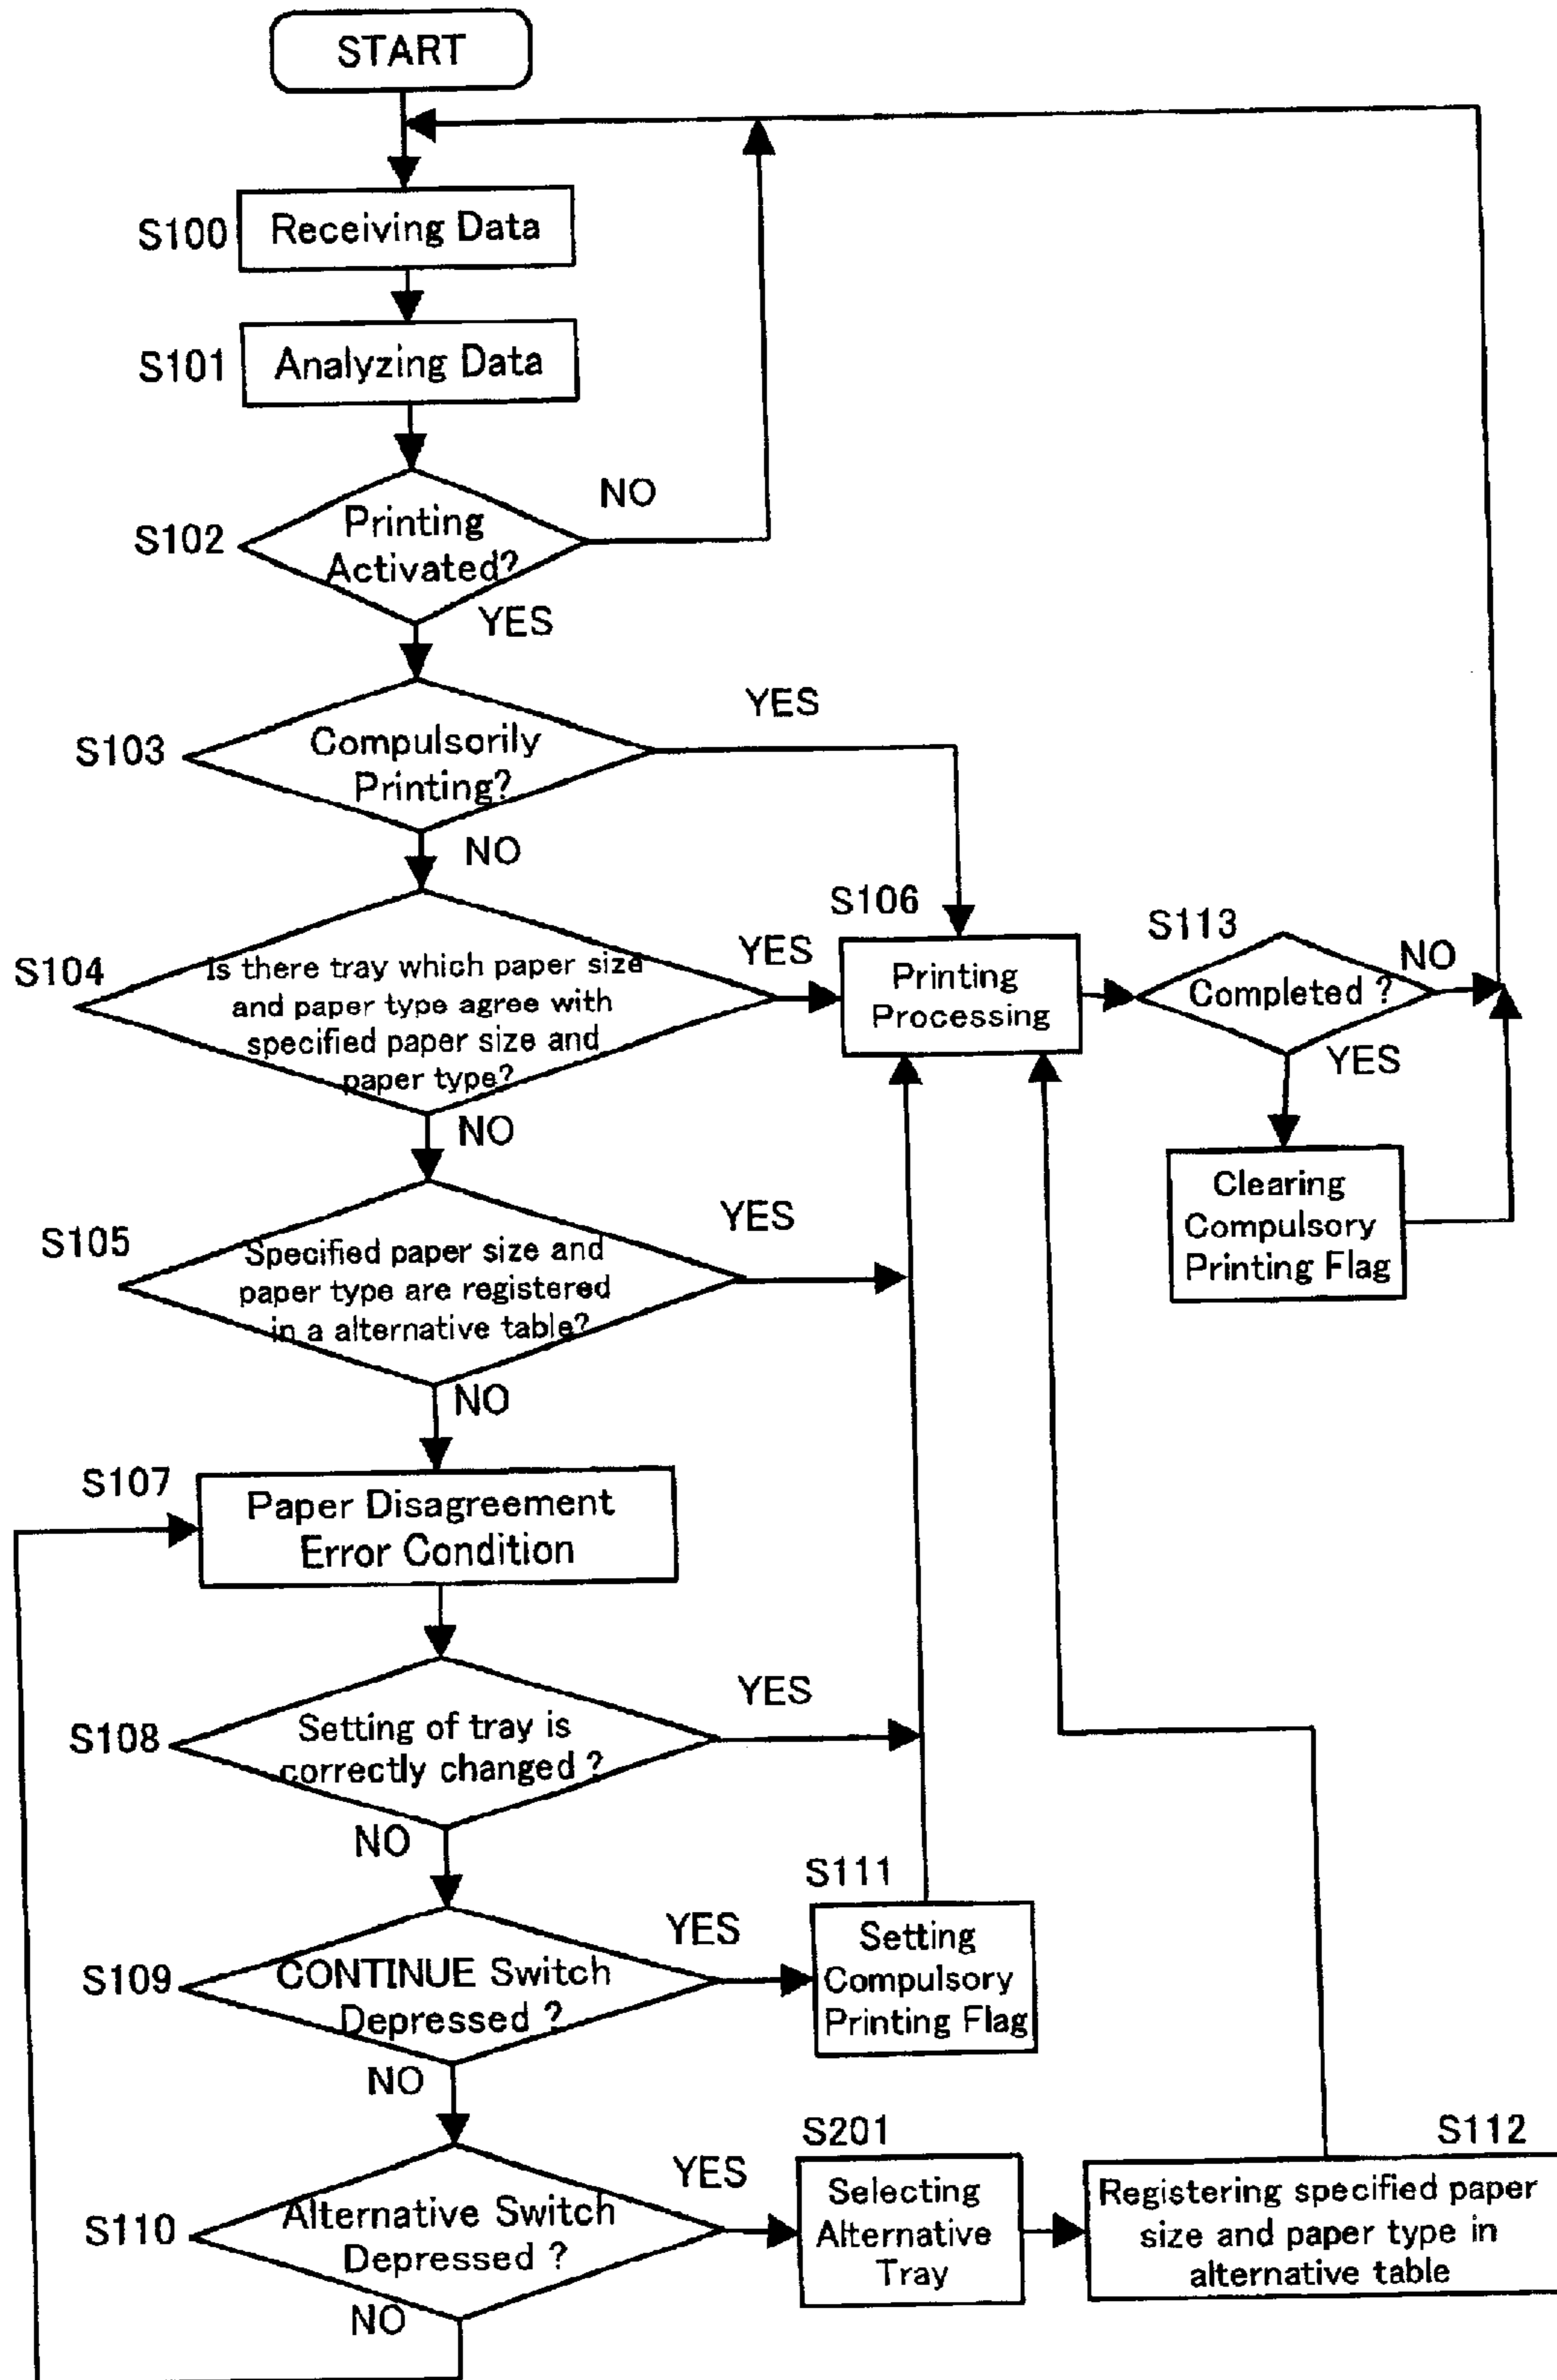 START
S100
Receiving Data
S101
Analyzing Data
S102
Printing
Activated?
NO
YES
S103
Compulsorily
Printing?
YES
NO
S104
Is there tray which paper size
and paper type agree with
specified paper size and
paper type?
YES
NO
S106
Printing
Processing
S113
Completed ?
NO
YES
Clearing
Compulsory
Printing Flag
S105
Specified paper size and
paper type are registered
in a alternative table?
YES
NO
S107
Paper Disagreement
Error Condition
S108
Setting of tray is
correctly changed ?
YES
NO
S109
CONTINUE Switch
Depressed ?
YES
NO
S111
Setting
Compulsory
Printing Flag
S110
Alternative Switch
Depressed ?
YES
NO
S201
Selecting
Alternative
Tray
S112
Registering specified paper
size and paper type in
alternative table